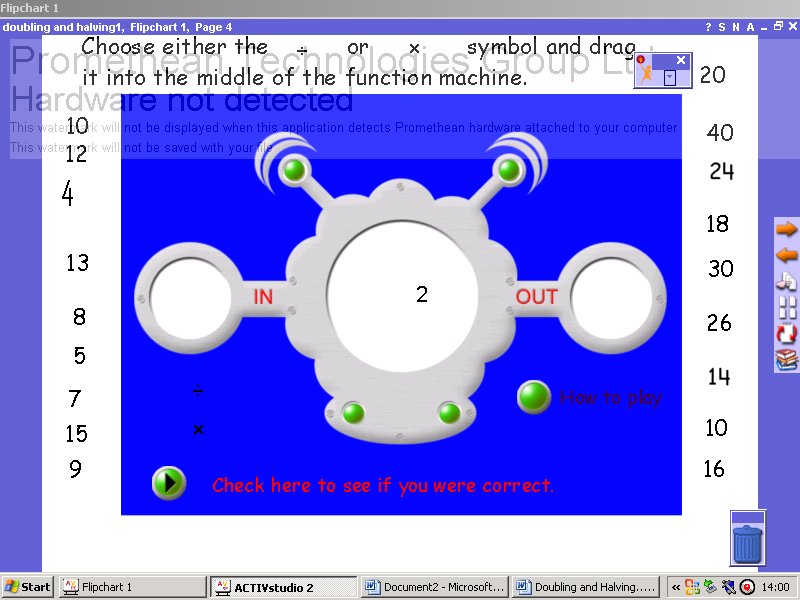 Flipchart 1
doubling and halving1, Flipchart 1, Page 4 ? S N A
Choose either the ÷ or × symbol and drag
it into the middle of the function machine.
Promethean Technologies Group Ltd
Hardware not detected
This watermark will not be displayed when this application detects Promethean hardware attached to your computer
This watermark will not be saved with your file
10
12
4
13
8
5
7
15
9
IN
2
OUT
÷
×
How to play
Check here to see if you were correct.
20
40
24
18
30
26
14
10
16
Start Flipchart 1 ACTIVstudio 2 Document2 - Microsoft... Doubling and Halving..... « 14:00